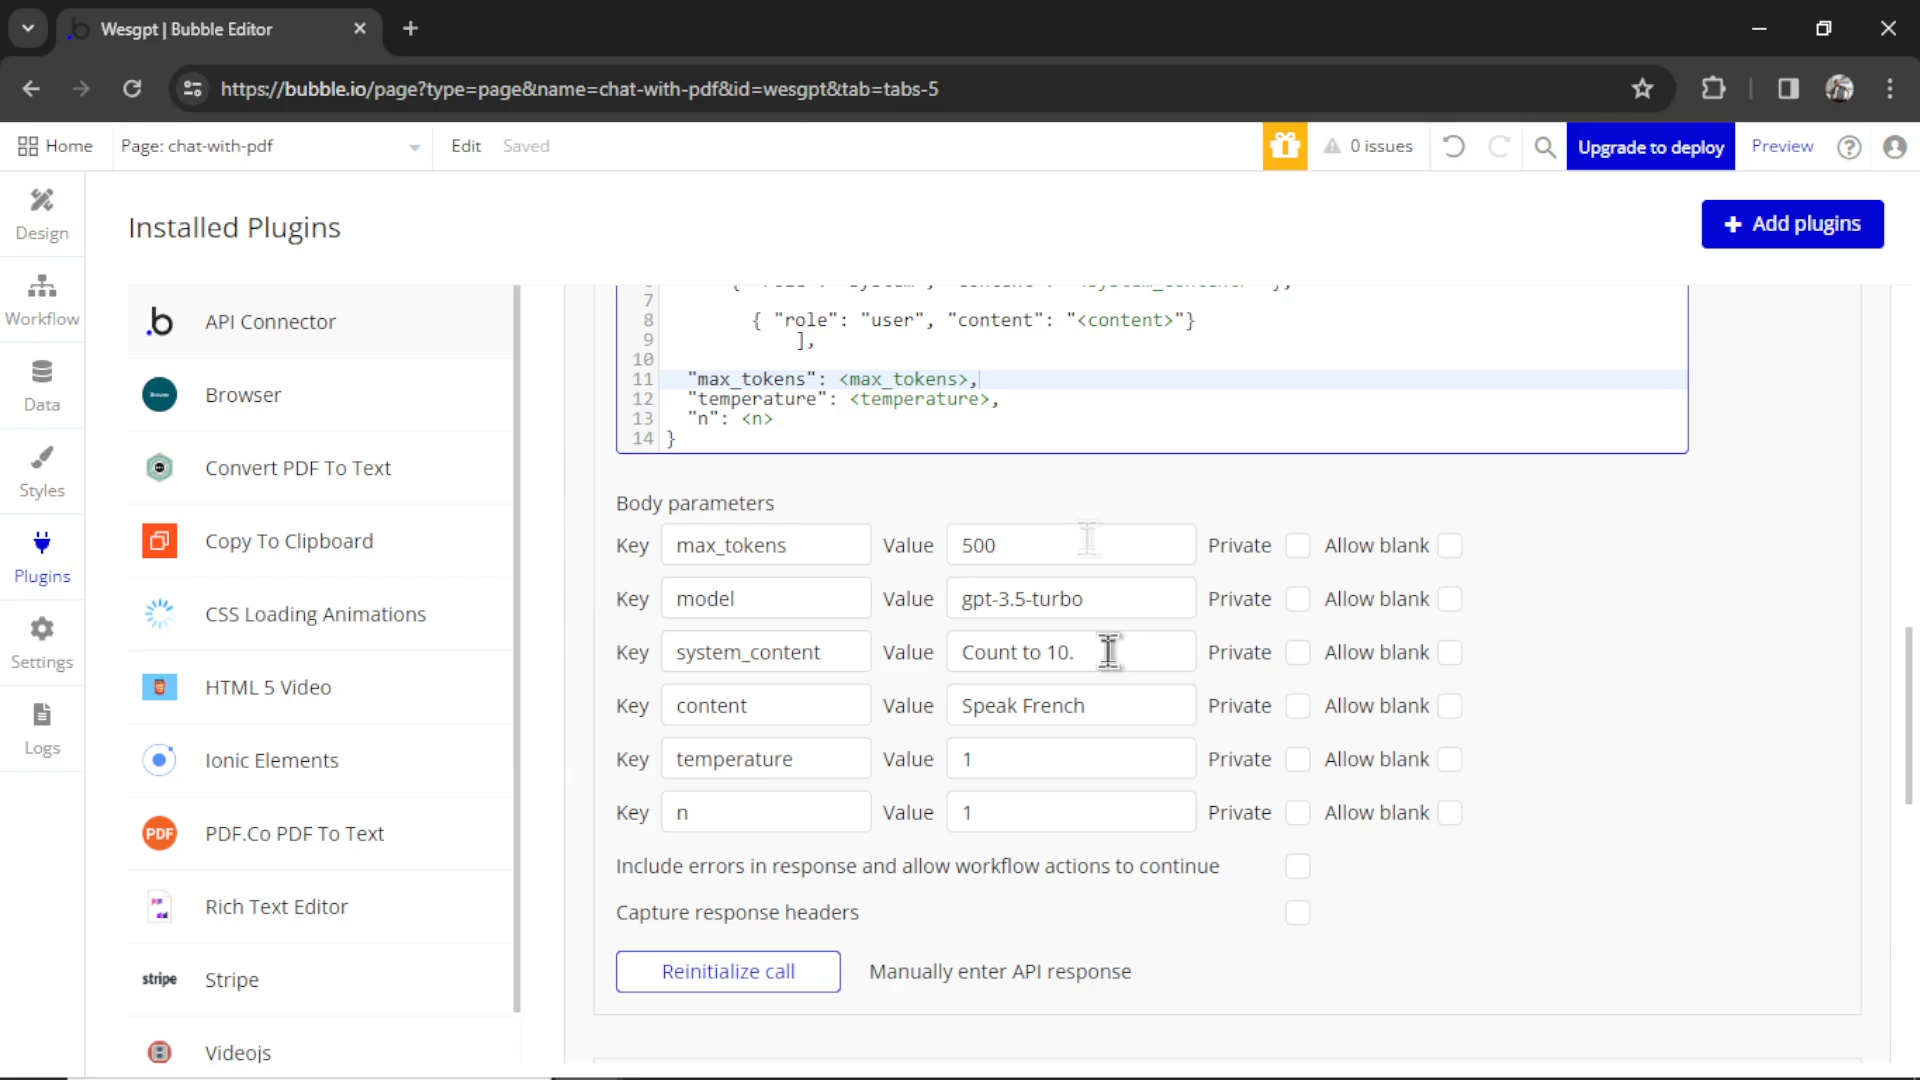 Wesgpt | Bubble Editor
https://bubble.io/page?type=page&name=chat-with-pdf&id=wesgpt&tab=tabs-5
Home
Page: chat-with-pdf
Edit
Saved
0 issues
Upgrade to deploy
Preview
Design
Workflow
Data
Styles
Plugins
Settings
Logs
Installed Plugins
+ Add plugins
API Connector
Browser
Convert PDF To Text
Copy To Clipboard
CSS Loading Animations
HTML 5 Video
Ionic Elements
PDF
PDF.Co PDF To Text
Rich Text Editor
stripe
Stripe
Videojs
7
8 { "role": "user", "content": "<content>"}
9 ],
10
11 "max_tokens": <max_tokens>,
12 "temperature": <temperature>,
13 "n": <n>
14 }
Body parameters
Key max_tokens Value 500 Private Allow blank
Key model Value gpt-3.5-turbo Private Allow blank
Key system_content Value Count to 10. Private Allow blank
Key content Value Speak French Private Allow blank
Key temperature Value 1 Private Allow blank
Key n Value 1 Private Allow blank
Include errors in response and allow workflow actions to continue
Capture response headers
Reinitialize call
Manually enter API response